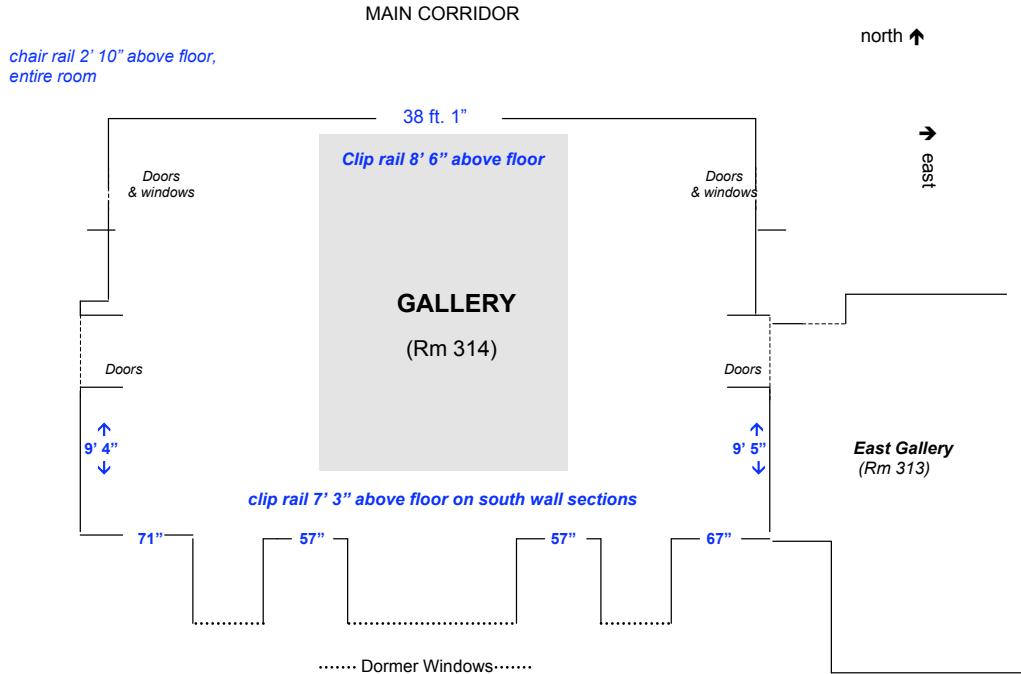 MAIN CORRIDOR
north ↑
chair rail 2’ 10” above floor,
entire room
38 ft. 1”
→ east
Clip rail 8’ 6” above floor
Doors
& windows
Doors
& windows
GALLERY
(Rm 314)
Doors
Doors
9’ 4”
9’ 5”
East Gallery
(Rm 313)
clip rail 7’ 3” above floor on south wall sections
71”
57”
57”
67”
....... Dormer Windows.......